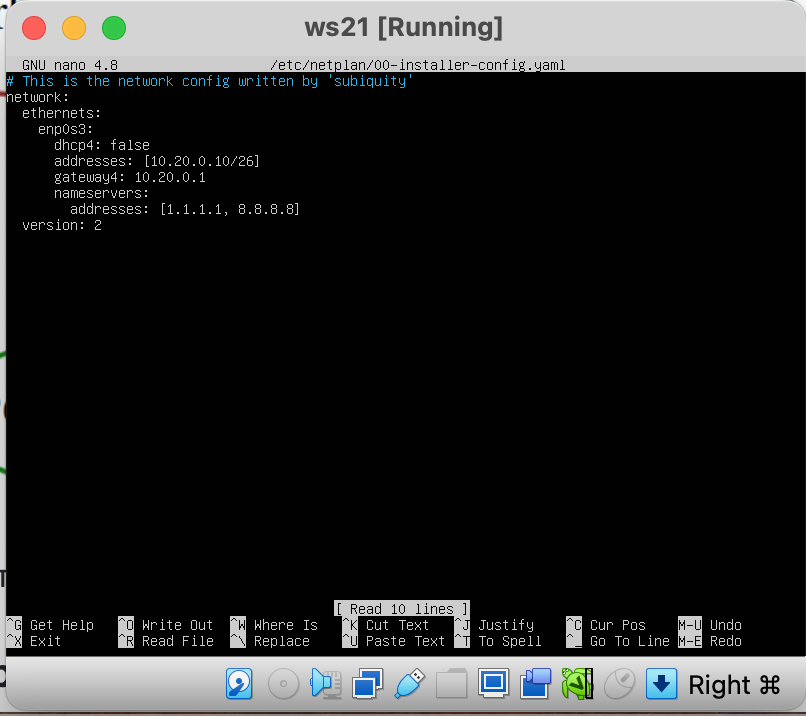 ws21 [Running]
GNU nano 4.8 /etc/netplan/00-installer-config.yaml
# This is the network config written by 'subiquity'
network:
  ethernets:
    enp0s3:
      dhcp4: false
      addresses: [10.20.0.10/26]
      gateway4: 10.20.0.1
      nameservers:
        addresses: [1.1.1.1, 8.8.8.8]
  version: 2
[ Read 10 lines ]
^G Get Help ^O Write Out ^W Where Is ^K Cut Text ^J Justify ^C Cur Pos M-U Undo
^X Exit ^R Read File ^\ Replace ^U Paste Text ^T To Spell ^_ Go To Line M-E Redo
Right ⌘